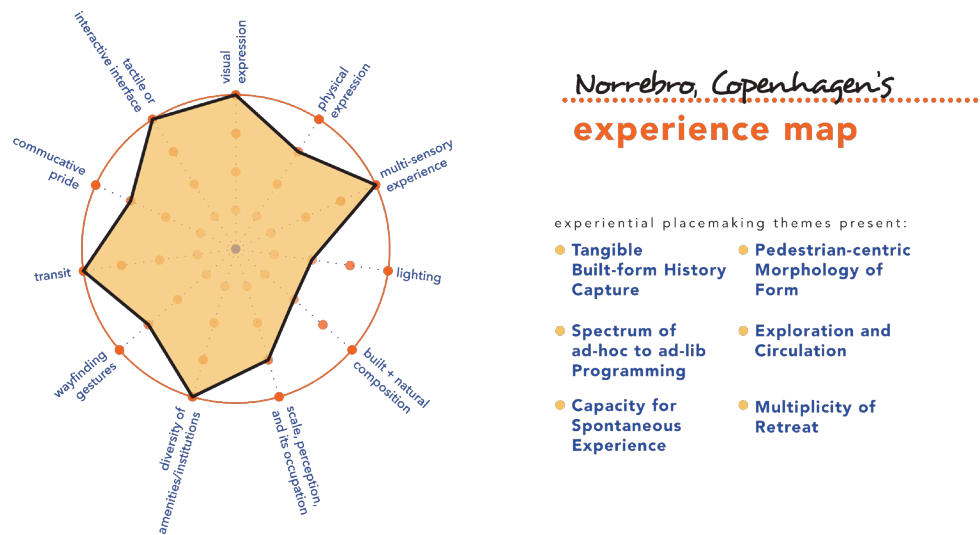 Norrebro, Copenhagen's
experience map
experiential placemaking themes present:
Tangible
Built-form History
Capture
Spectrum of
ad-hoc to ad-lib
Programming
Capacity for
Spontaneous
Experience
Pedestrian-centric
Morphology of
Form
Exploration and
Circulation
Multiplicity of
Retreat
visual
expression
physical
expression
multi-sensory
experience
lighting
built + natural
composition
scale, perception,
and its occupation
diversity of
amenities/institutions
wayfinding
gestures
transit
commucative
pride
tactile or
interactive interface